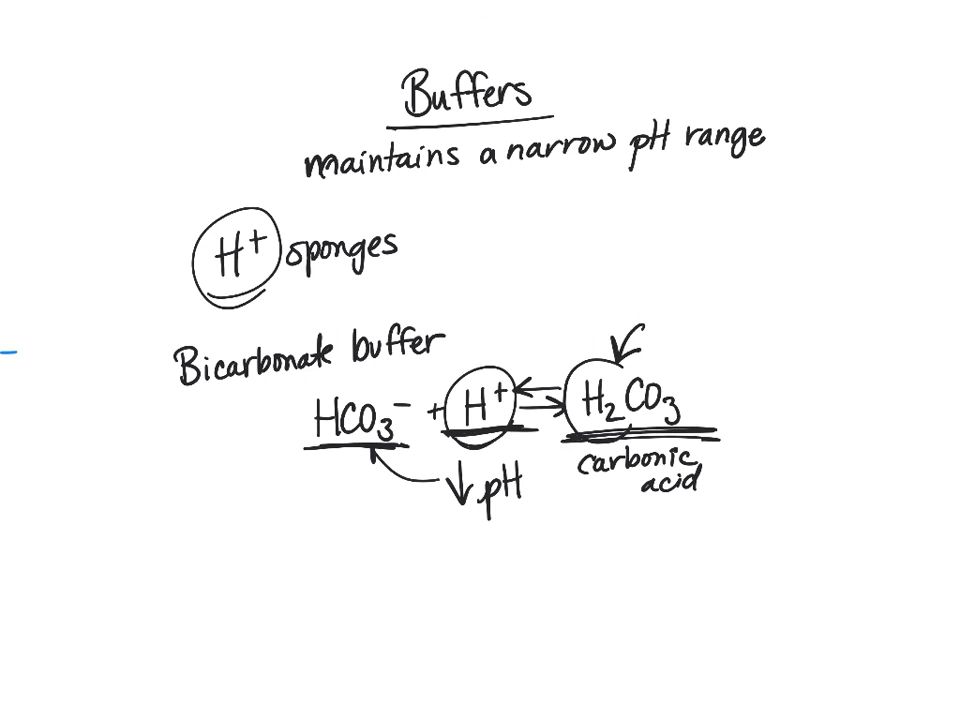 Buffers
maintains a narrow pH range
H+ sponges
Bicarbonate buffer
HCO₃⁻ + H⁺ ⇌ H₂CO₃
↓ pH
carbonic
acid